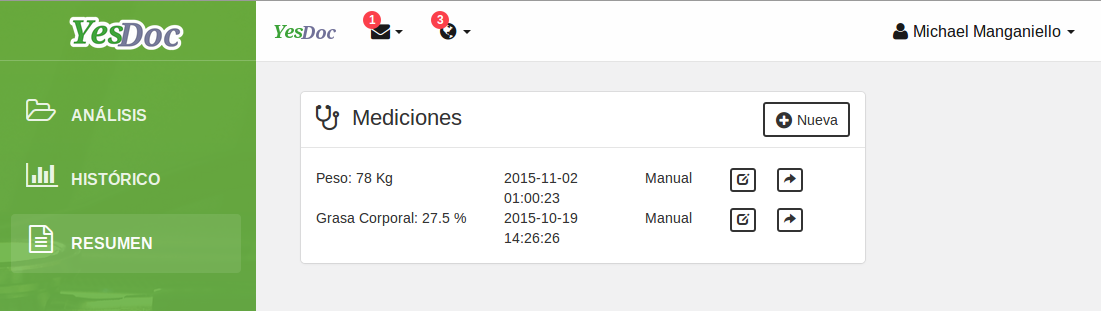 YesDoc
YesDoc 1 3 Michael Manganiello
ANÁLISIS
HISTÓRICO
RESUMEN
Mediciones Nueva
Peso: 78 Kg 2015-11-02 Manual
01:00:23
Grasa Corporal: 27.5 % 2015-10-19 Manual
14:26:26